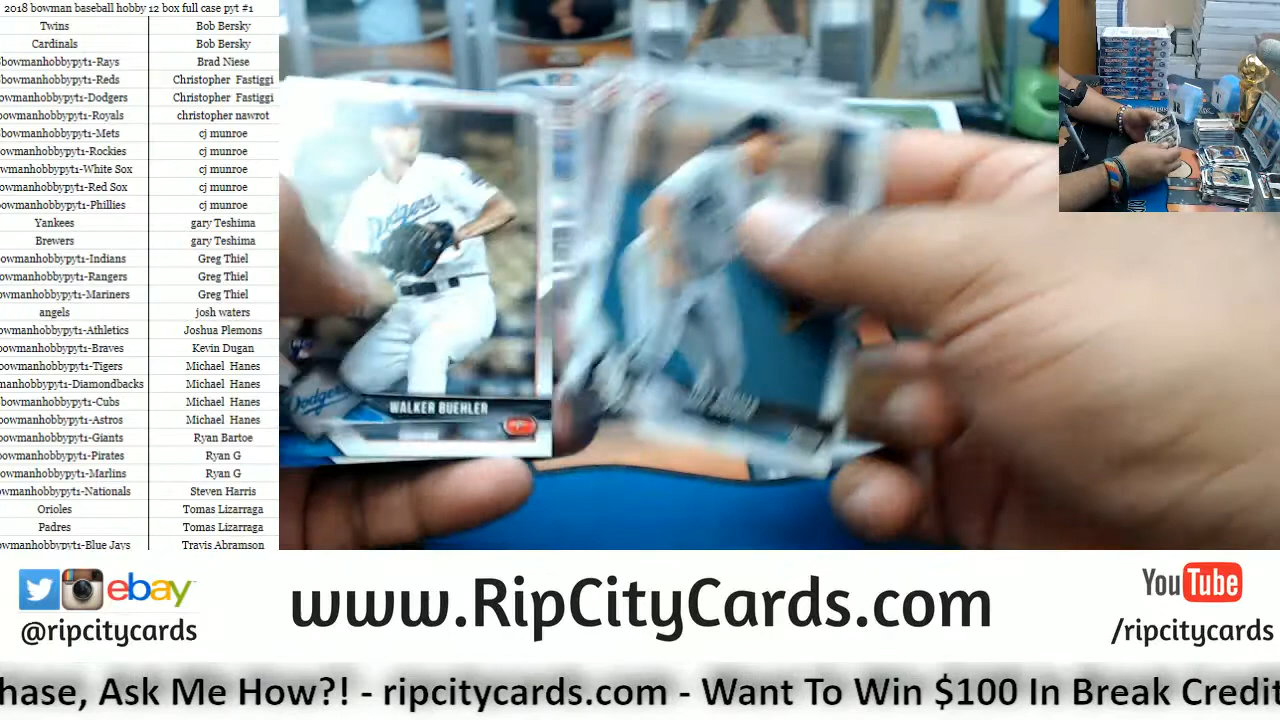 2018 bowman baseball hobby 12 box full case pyt #1
Twins Bob Bersky
Cardinals Bob Bersky
bowmanhobbypyt1-Rays Brad Niese
owmanhobbypyt1-Reds Christopher Fastiggi
owmanhobbypyt1-Dodgers Christopher Fastiggi
owmanhobbypyt1-Royals christopher nawrot
bowmanhobbypyt1-Mets cj munroe
owmanhobbypyt1-Rockies cj munroe
wmanhobbypyt1-White Sox cj munroe
wmanhobbypyt1-Red Sox cj munroe
owmanhobbypyt1-Phillies cj munroe
Yankees gary Teshima
Brewers gary Teshima
owmanhobbypyt1-Indians Greg Thiel
owmanhobbypyt1-Rangers Greg Thiel
owmanhobbypyt1-Mariners Greg Thiel
angels josh waters
owmanhobbypyt1-Athletics Joshua Plemons
owmanhobbypyt1-Braves Kevin Dugan
owmanhobbypyt1-Tigers Michael Hanes
manhobbypyt1-Diamondbacks Michael Hanes
owmanhobbypyt1-Cubs Michael Hanes
owmanhobbypyt1-Astros Michael Hanes
owmanhobbypyt1-Giants Ryan Bartoe
owmanhobbypyt1-Pirates Ryan G
owmanhobbypyt1-Marlins Ryan G
owmanhobbypyt1-Nationals Steven Harris
Orioles Tomas Lizarraga
Padres Tomas Lizarraga
owmanhobbypyt1-Blue Jays Travis Abramson
Dodgers
Dodgers
WALKER BUEHLER
ebay
@ripcitycards
www.RipCityCards.com
YouTube
/ripcitycards
hase, Ask Me How?! - ripcitycards.com - Want To Win $100 In Break Credit